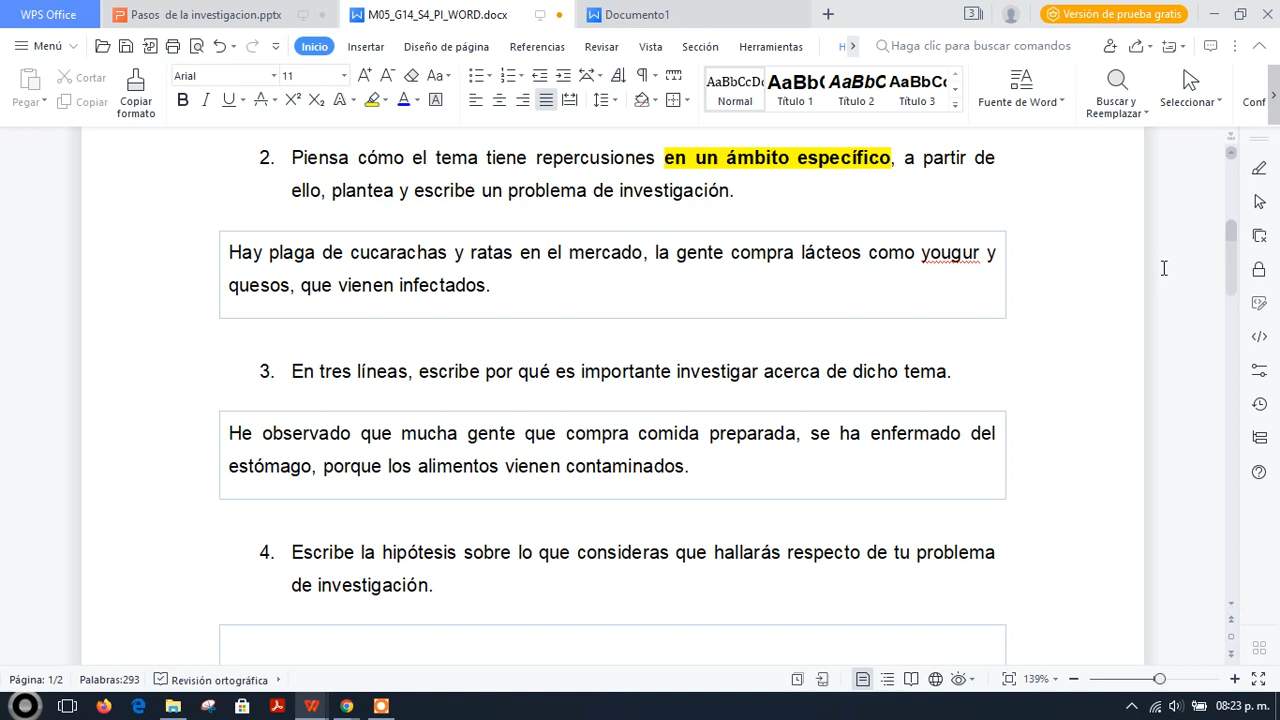 WPS Office
Pasos de la investigacion.pptx
M05_G14_S4_PI_WORD.docx
Documento1
3
Versión de prueba gratis
Menú
Inicio
Insertar
Diseño de página
Referencias
Revisar
Vista
Sección
Herramientas
H
Haga clic para buscar comandos
Pegar
Cortar
Copiar
Copiar formato
Arial
11
AaBbCcDd
Normal
AaBb(
Título 1
AaBbC
Título 2
AaBbCc
Título 3
Fuente de Word
Buscar y Reemplazar
Seleccionar
Conf
2. Piensa cómo el tema tiene repercusiones en un ámbito específico, a partir de
ello, plantea y escribe un problema de investigación.
Hay plaga de cucarachas y ratas en el mercado, la gente compra lácteos como yougur y
quesos, que vienen infectados.
3. En tres líneas, escribe por qué es importante investigar acerca de dicho tema.
He observado que mucha gente que compra comida preparada, se ha enfermado del
estómago, porque los alimentos vienen contaminados.
4. Escribe la hipótesis sobre lo que consideras que hallarás respecto de tu problema
de investigación.
Página: 1/2
Palabras:293
Revisión ortográfica
139%
08:23 p. m.